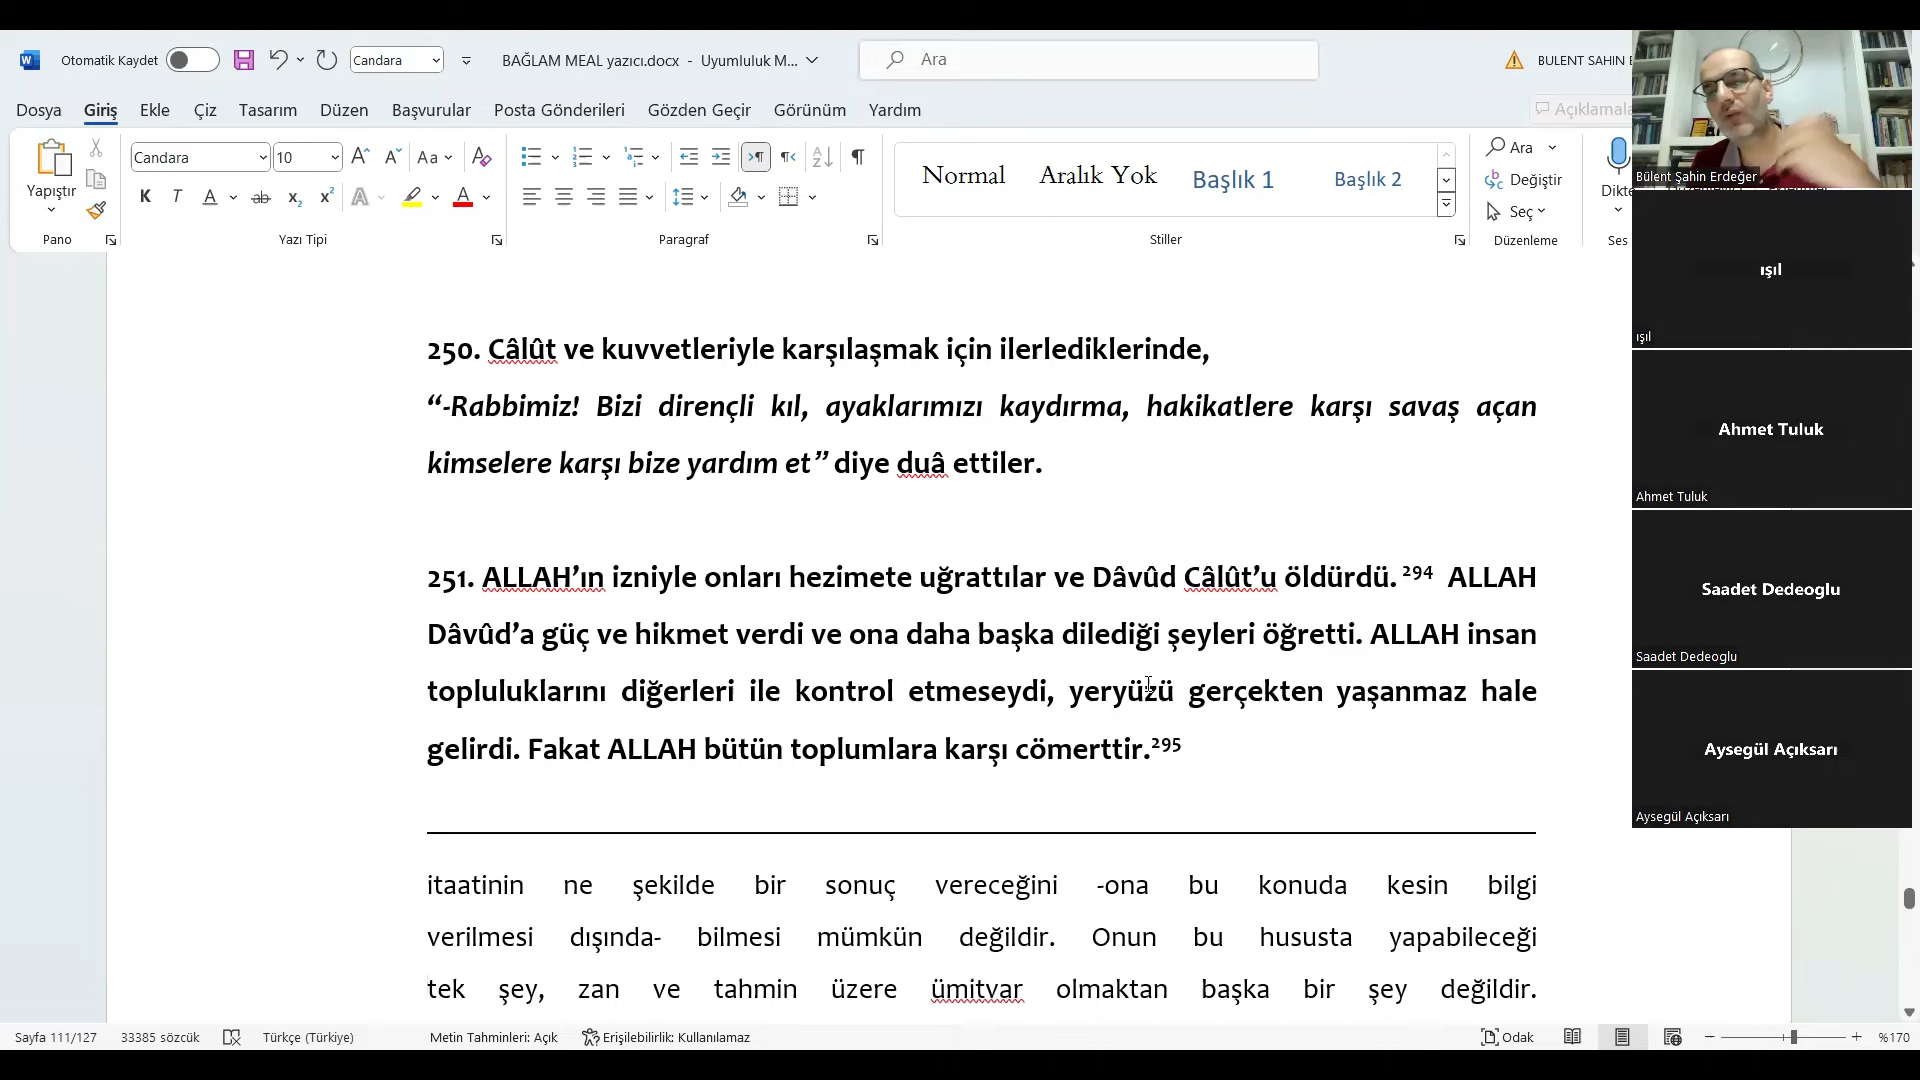 Otomatik Kaydet
Candara
BAĞLAM MEAL yazıcı.docx - Uyumluluk M...
Ara
BULENT SAHIN E
Dosya Giriş Ekle Çiz Tasarım Düzen Başvurular Posta Gönderileri Gözden Geçir Görünüm Yardım
Açıklamala
Yapıştır
Candara 10
Normal Aralık Yok Başlık 1 Başlık 2
Ara
Değiştir
Seç
Dikte
Pano Yazı Tipi Paragraf Stiller Düzenleme Ses
250. Câlût ve kuvvetleriyle karşılaşmak için ilerlediklerinde,
“-Rabbimiz! Bizi dirençli kıl, ayaklarımızı kaydırma, hakikatlere karşı savaş açan
kimselere karşı bize yardım et” diye duâ ettiler.
251. ALLAH’ın izniyle onları hezimete uğrattılar ve Dâvûd Câlût’u öldürdü.²⁹⁴ ALLAH
Dâvûd’a güç ve hikmet verdi ve ona daha başka dilediği şeyleri öğretti. ALLAH insan
topluluklarını diğerleri ile kontrol etmeseydi, yeryüzü gerçekten yaşanmaz hale
gelirdi. Fakat ALLAH bütün toplumlara karşı cömerttir.²⁹⁵
itaatinin ne şekilde bir sonuç vereceğini -ona bu konuda kesin bilgi
verilmesi dışında- bilmesi mümkün değildir. Onun bu hususta yapabileceği
tek şey, zan ve tahmin üzere ümitvar olmaktan başka bir şey değildir.
Bülent Şahin Erdeğer
ışıl
ışıl
Ahmet Tuluk
Ahmet Tuluk
Saadet Dedeoglu
Saadet Dedeoglu
Aysegül Açıksarı
Aysegül Açıksarı
Sayfa 111/127 33385 sözcük Türkçe (Türkiye) Metin Tahminleri: Açık Erişilebilirlik: Kullanılamaz Odak %170